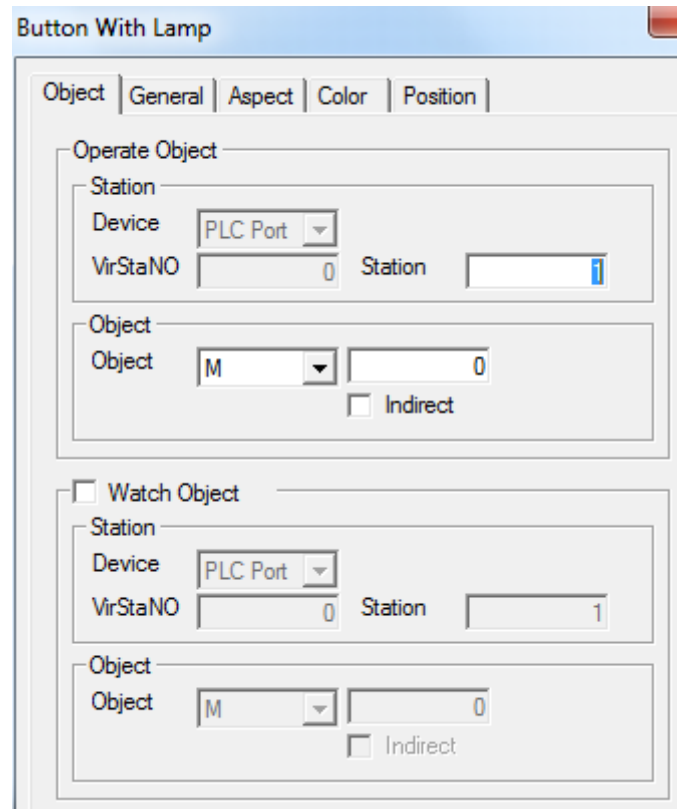 Button With Lamp
Object General Aspect Color Position
Operate Object
Station
Device PLC Port
VirStaNO 0 Station 1
Object
Object M 0
Indirect
Watch Object
Station
Device PLC Port
VirStaNO 0 Station 1
Object
Object M 0
Indirect